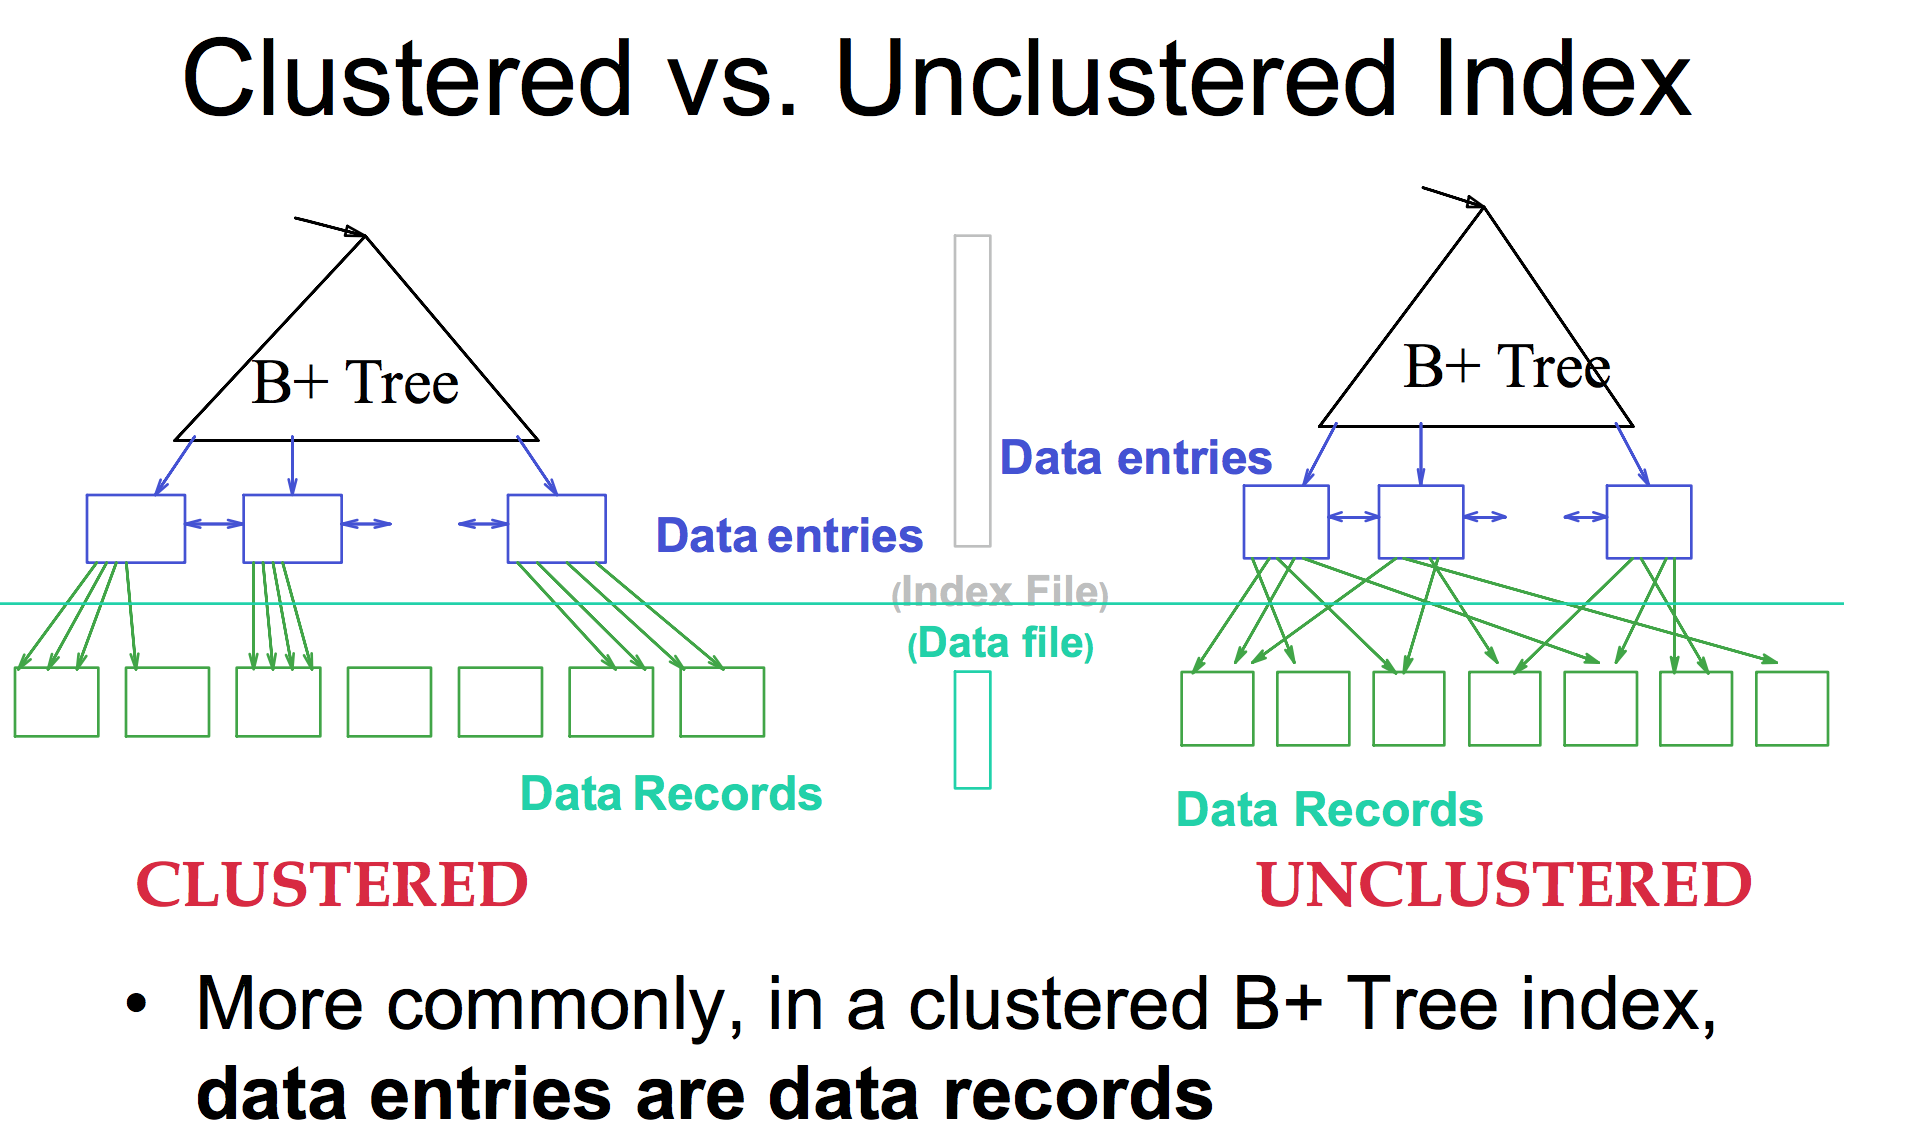 Clustered vs. Unclustered Index
B+ Tree
B+ Tree
Data entries
Data entries
(Index File)
(Data file)
Data Records
Data Records
CLUSTERED
UNCLUSTERED
• More commonly, in a clustered B+ Tree index,
data entries are data records